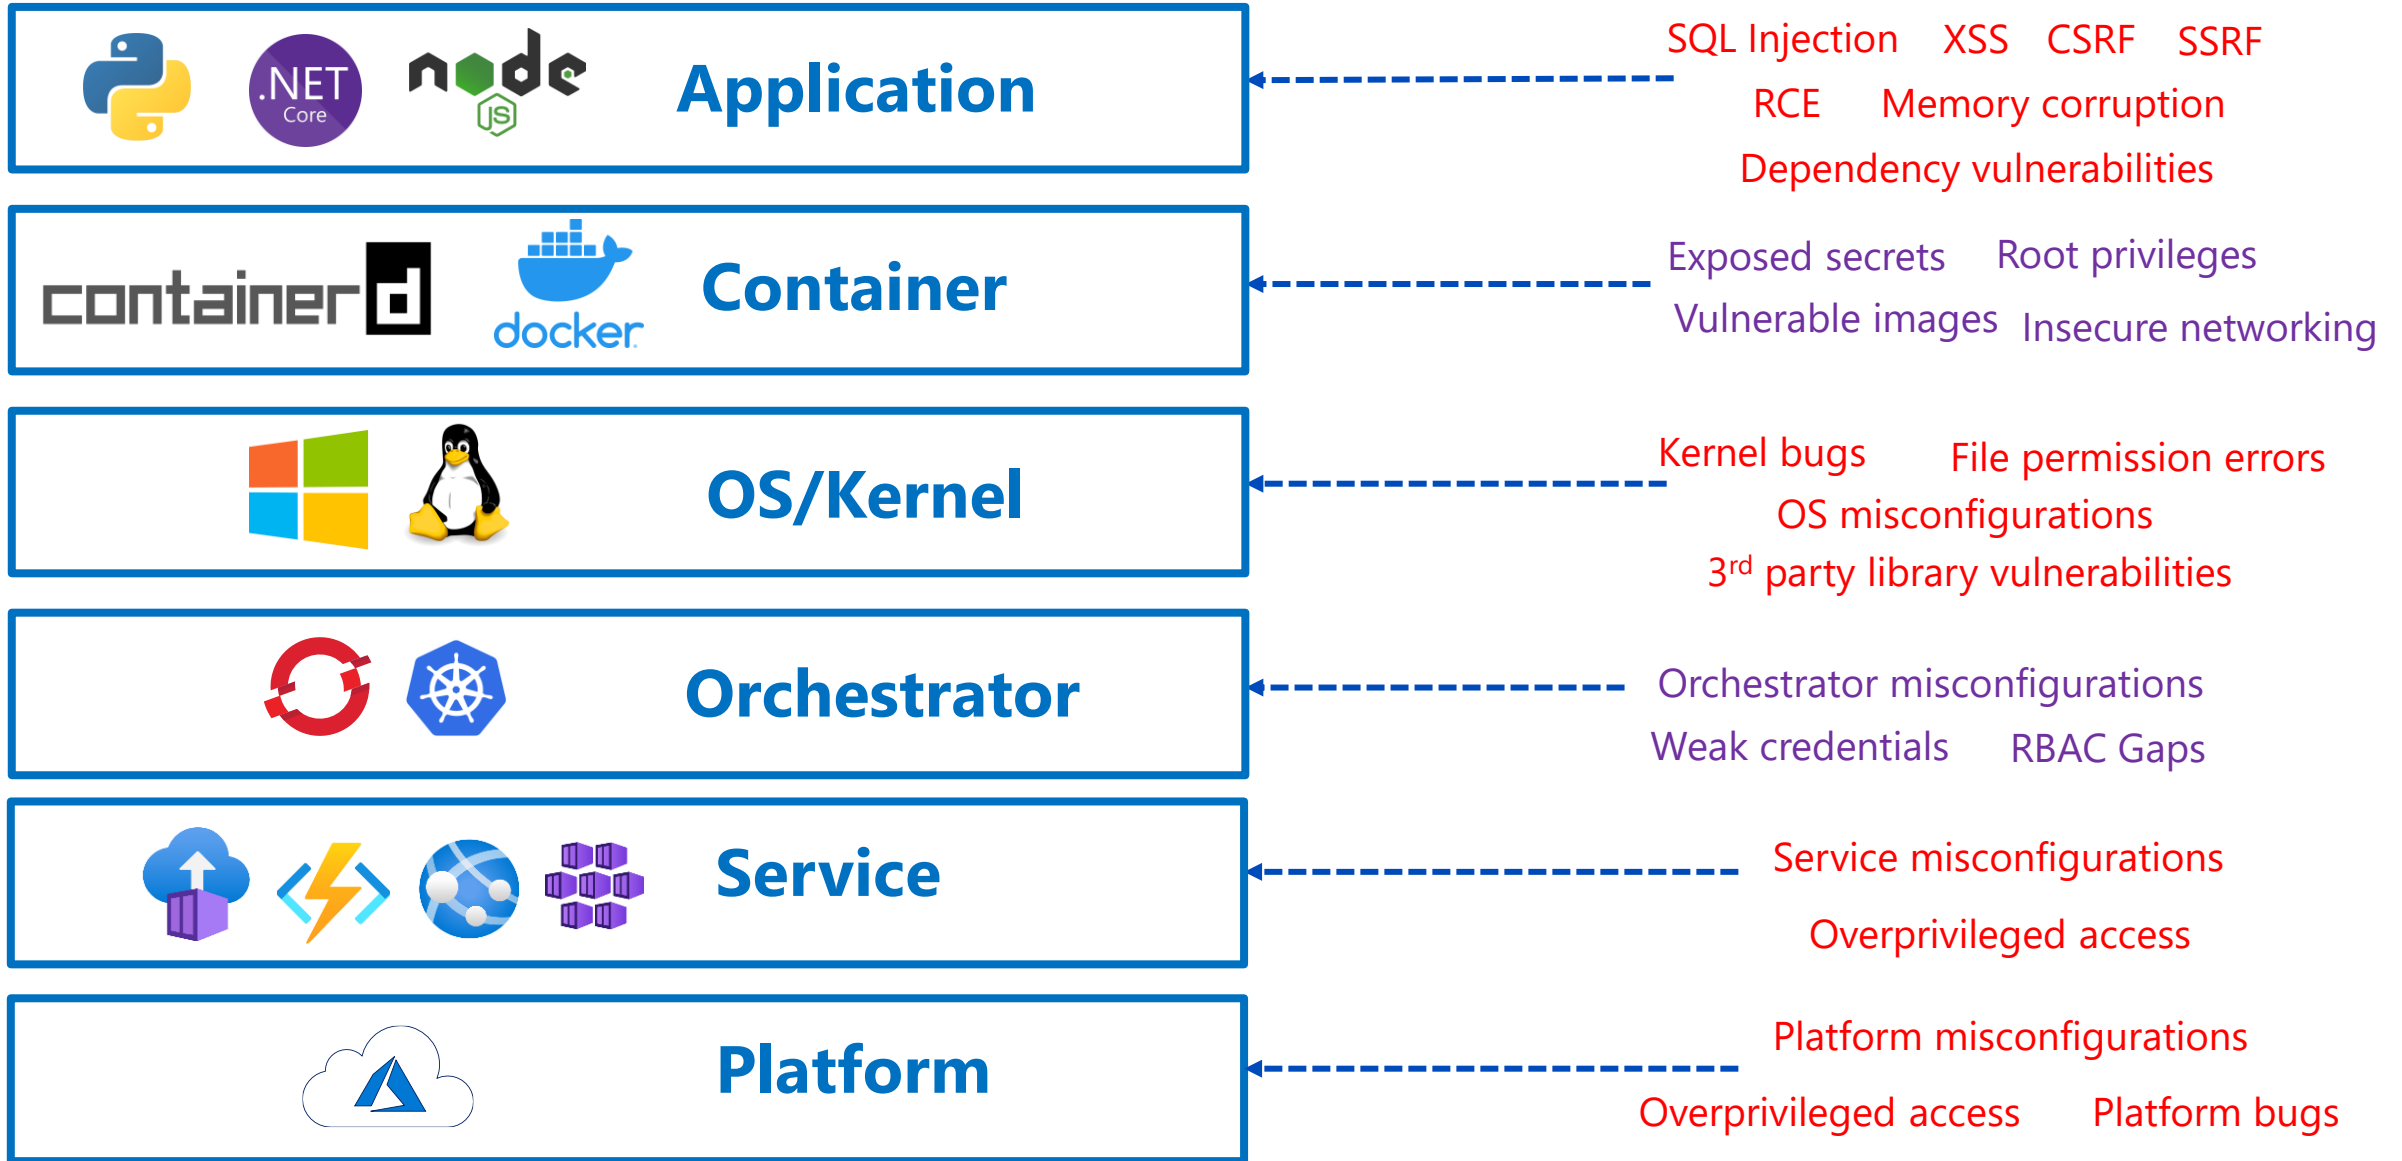 .NET
Core
node
JS
Application
SQL Injection XSS CSRF SSRF
RCE Memory corruption
Dependency vulnerabilities
containerd
docker
Container
Exposed secrets Root privileges
Vulnerable images Insecure networking
OS/Kernel
Kernel bugs File permission errors
OS misconfigurations
3rd party library vulnerabilities
Orchestrator
Orchestrator misconfigurations
Weak credentials RBAC Gaps
Service
Service misconfigurations
Overprivileged access
Platform
Platform misconfigurations
Overprivileged access Platform bugs